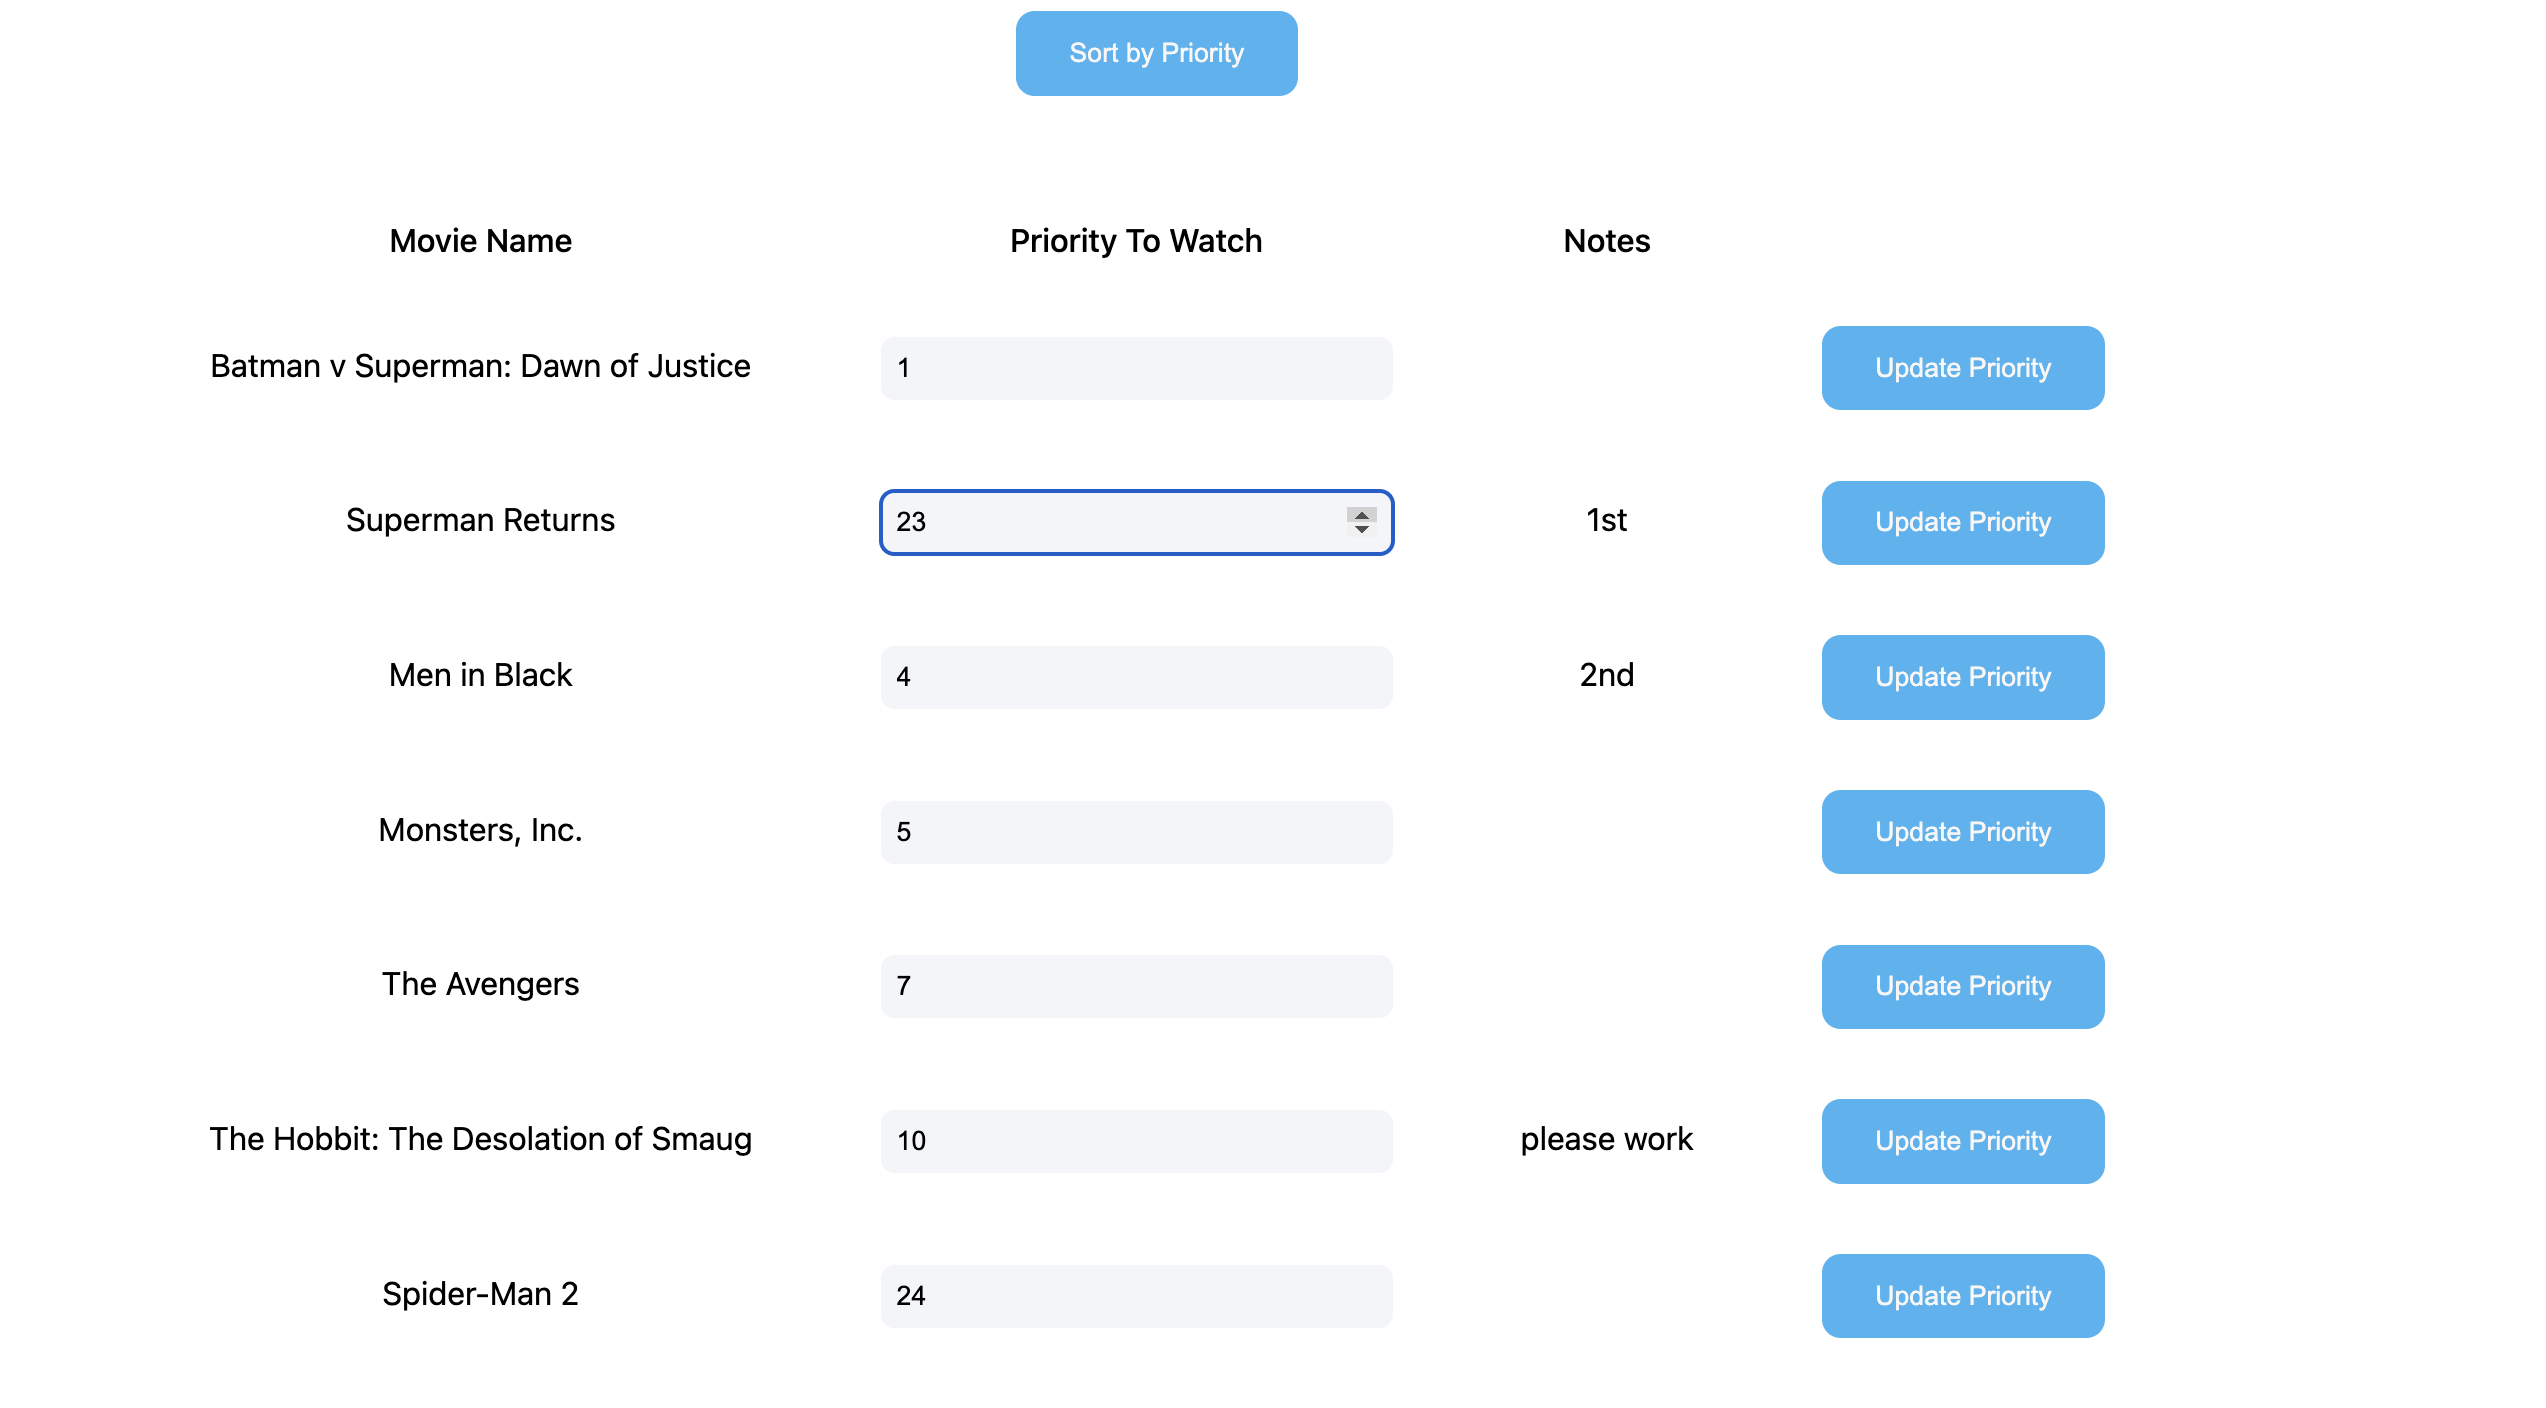 Sort by Priority
Movie Name Priority To Watch Notes
Batman v Superman: Dawn of Justice 1 Update Priority
Superman Returns 23 1st Update Priority
Men in Black 4 2nd Update Priority
Monsters, Inc. 5 Update Priority
The Avengers 7 Update Priority
The Hobbit: The Desolation of Smaug 10 please work Update Priority
Spider-Man 2 24 Update Priority